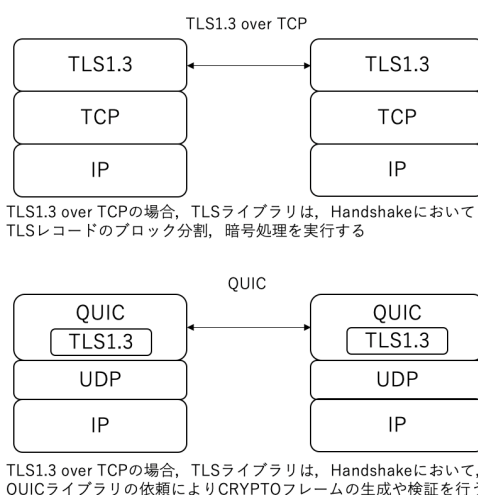 TLS1.3 over TCP
TLS1.3 TLS1.3
TCP TCP
IP IP
TLS1.3 over TCPの場合，TLSライブラリは，Handshakeにおいて
TLSレコードのブロック分割，暗号処理を実行する
QUIC
QUIC QUIC
TLS1.3 TLS1.3
UDP UDP
IP IP
TLS1.3 over TCPの場合，TLSライブラリは，Handshakeにおいて，
QUICライブラリの依頼によりCRYPTOフレームの生成や検証を行う